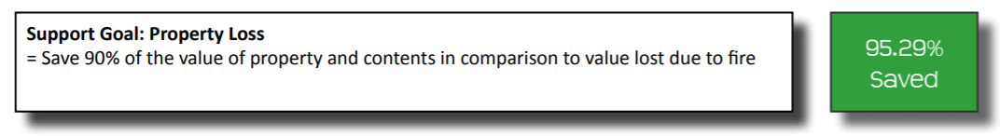 Support Goal: Property Loss
= Save 90% of the value of property and contents in comparison to value lost due to fire
95.29%
Saved